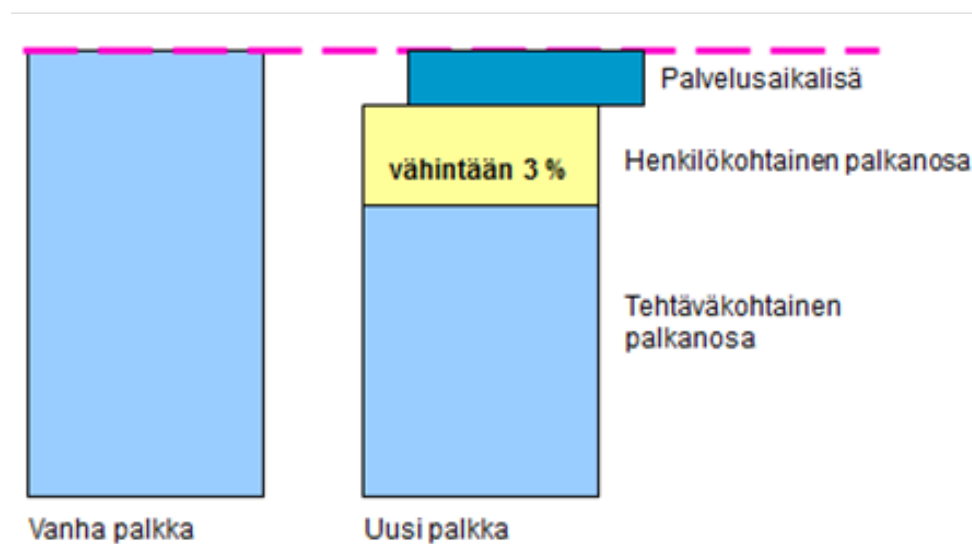 Palvelusaikalisä
vähintään 3 %
Henkilökohtainen palkanosa
Tehtäväkohtainen
palkanosa
Vanha palkka
Uusi palkka